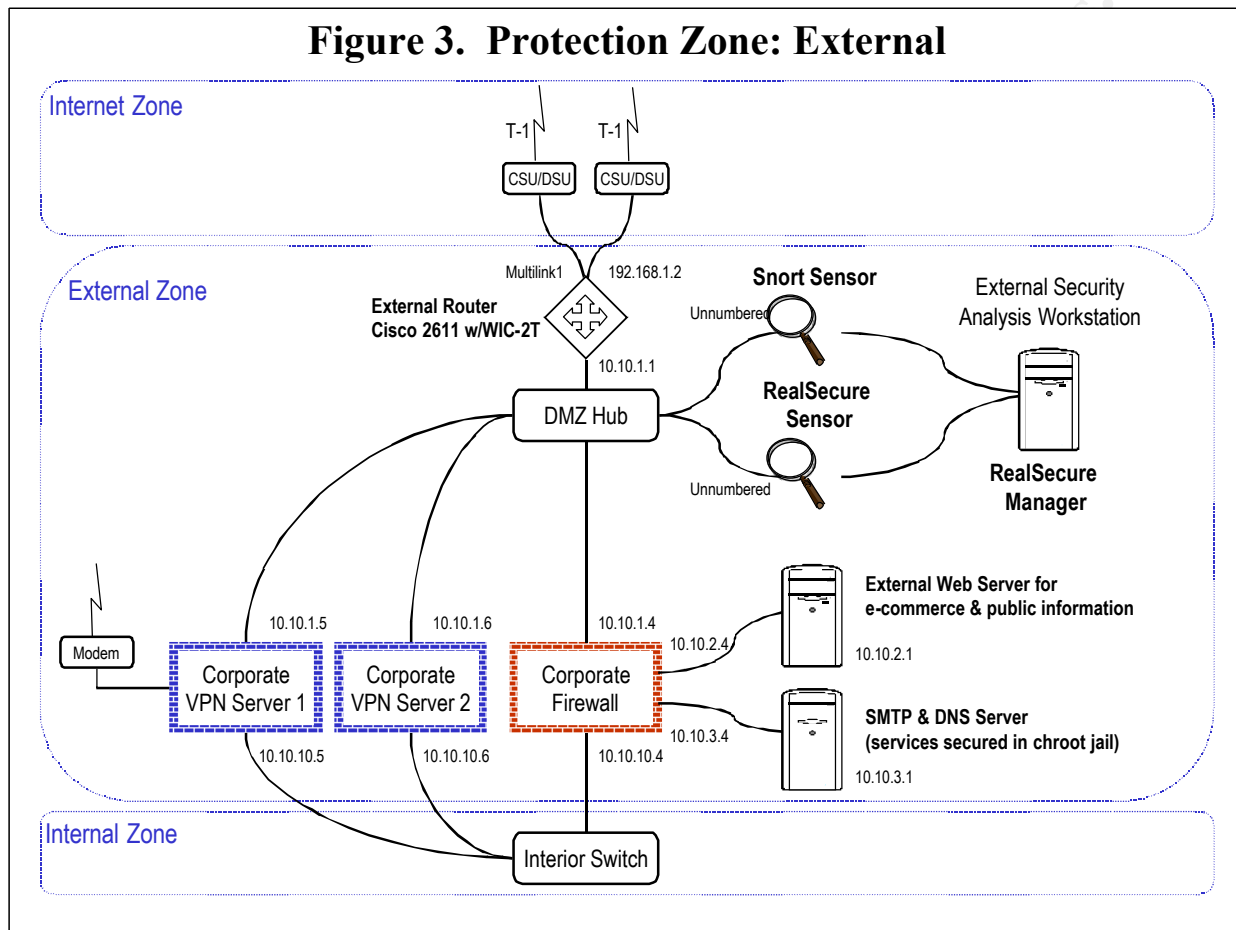 Figure 3. Protection Zone: External
Internet Zone
T-1
T-1
CSU/DSU
CSU/DSU
External Zone
Multilink1
192.168.1.2
External Router
Cisco 2611 w/WIC-2T
10.10.1.1
DMZ Hub
Snort Sensor
Unnumbered
RealSecure
Sensor
Unnumbered
External Security
Analysis Workstation
RealSecure
Manager
Modem
10.10.1.5
10.10.1.6
10.10.1.4
Corporate
VPN Server 1
Corporate
VPN Server 2
Corporate
Firewall
10.10.2.4
External Web Server for
e-commerce & public information
10.10.2.1
10.10.3.4
SMTP & DNS Server
(services secured in chroot jail)
10.10.3.1
10.10.10.5
10.10.10.6
10.10.10.4
Internal Zone
Interior Switch